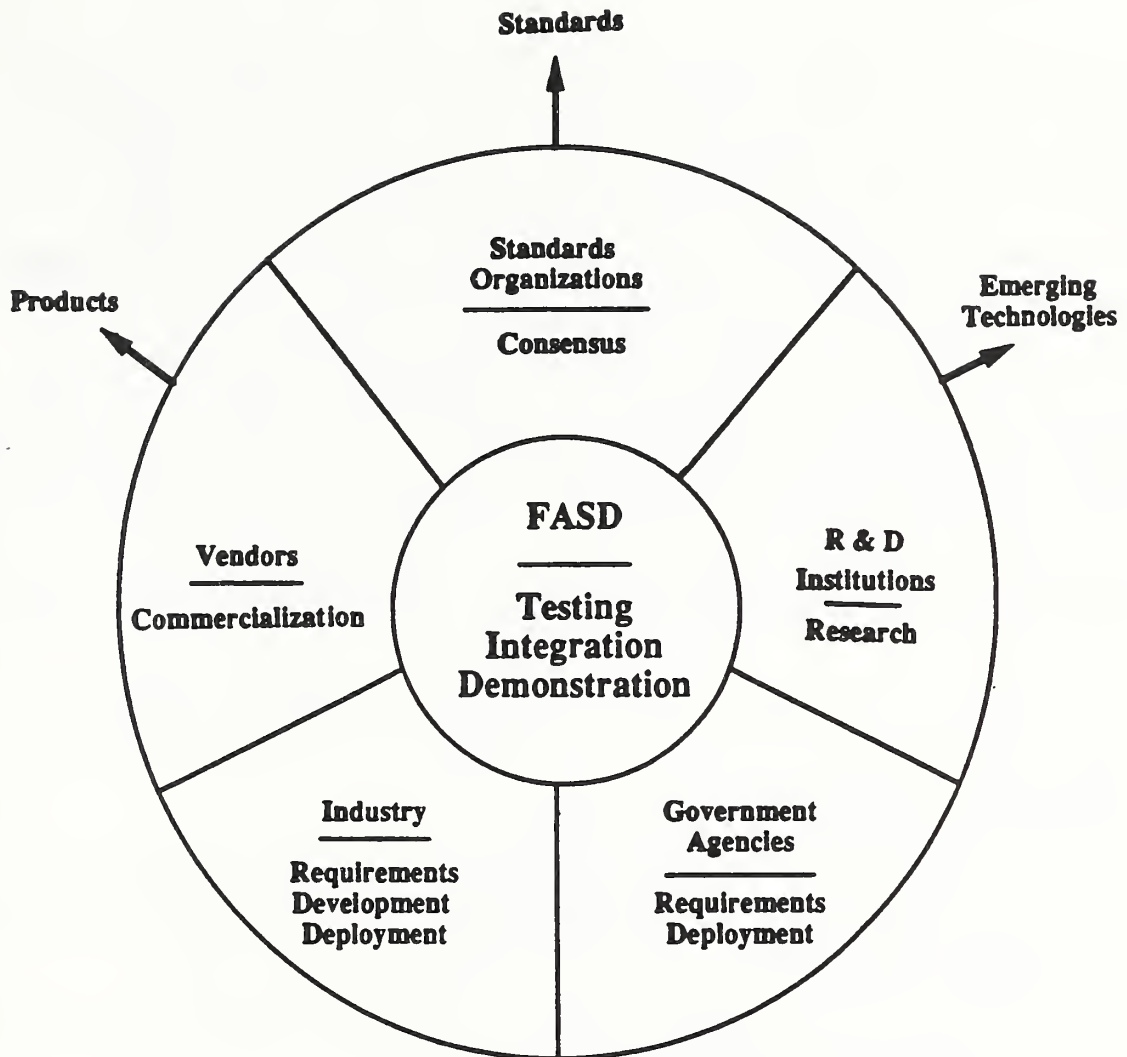 Standards
Products
Emerging
Technologies
Standards
Organizations
Consensus
Vendors
Commercialization
FASD
Testing
Integration
Demonstration
R & D
Institutions
Research
Industry
Requirements
Development
Deployment
Government
Agencies
Requirements
Deployment